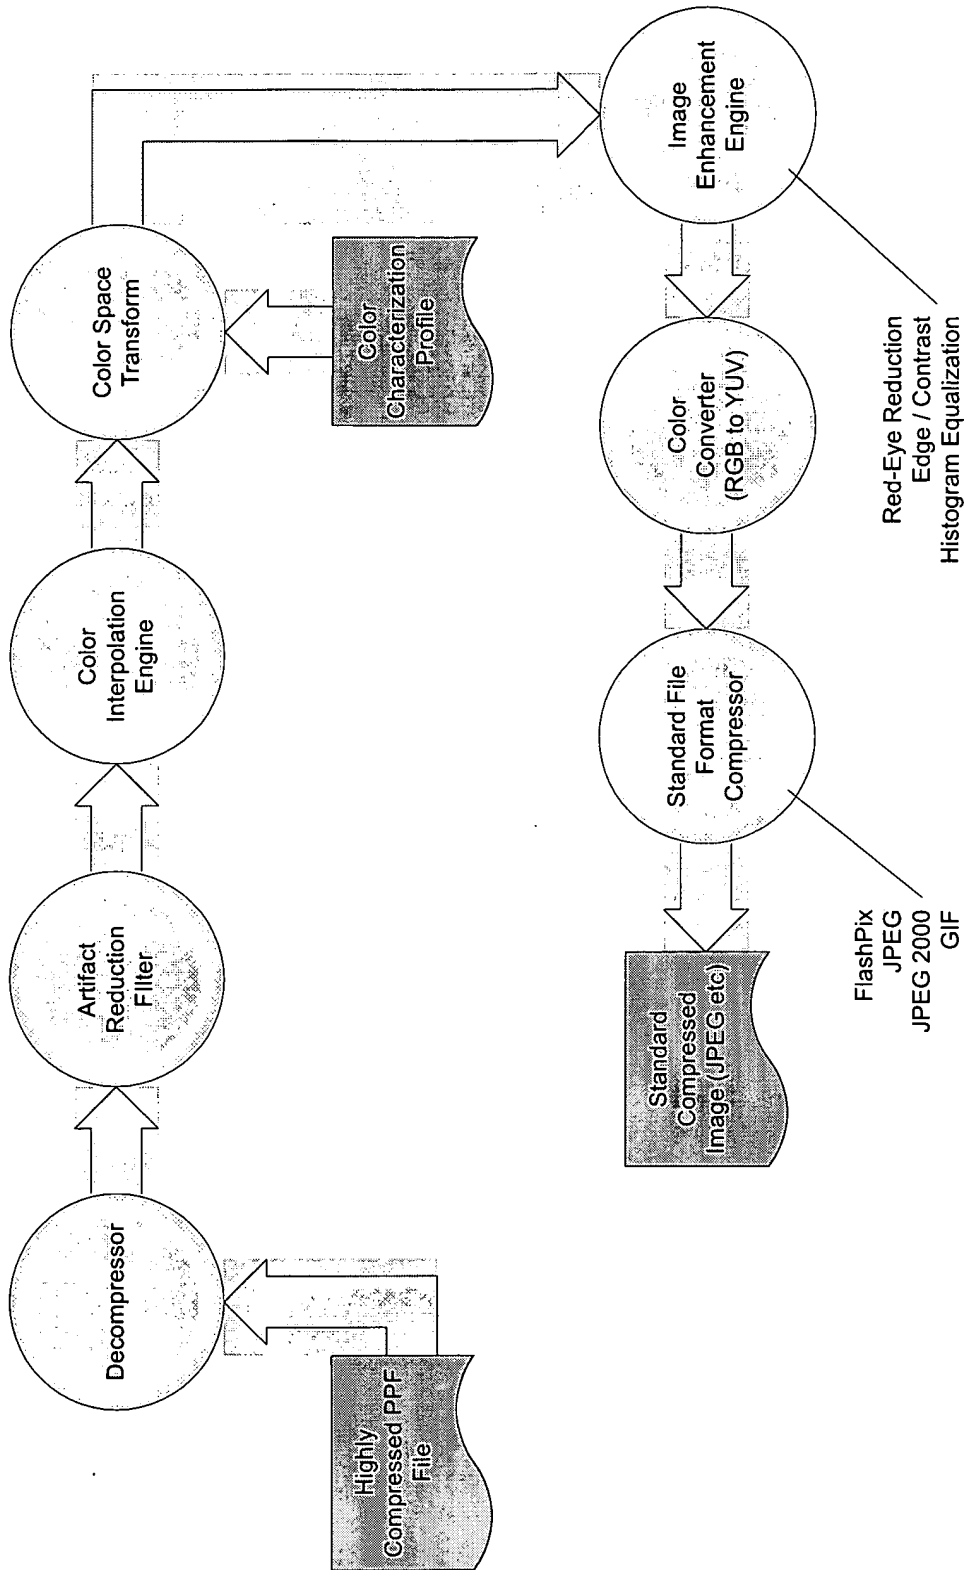 Decompressor
Artifact
Reduction
FIlter
Color
Interpolation
Engine
Color Space
Transform
Highly
Compressed PPF
File
Color
Characterization
Profile
Standard
Compressed
Image (JPEG etc)
Standard File
Format
Compressor
Color
Converter
(RGB to YUV)
Image
Enhancement
Engine
FlashPix
JPEG
JPEG 2000
GIF
Red-Eye Reduction
Edge / Contrast
Histogram Equalization